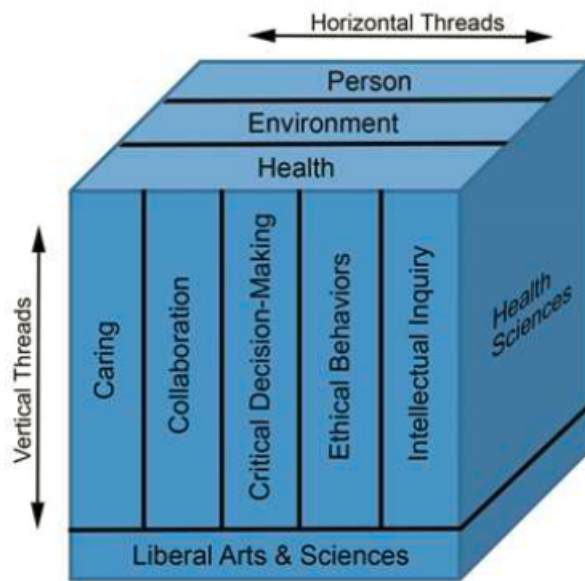 Horizontal Threads
Person
Environment
Health
Vertical Threads
Caring
Collaboration
Critical Decision-Making
Ethical Behaviors
Intellectual Inquiry
Health
Sciences
Liberal Arts & Sciences